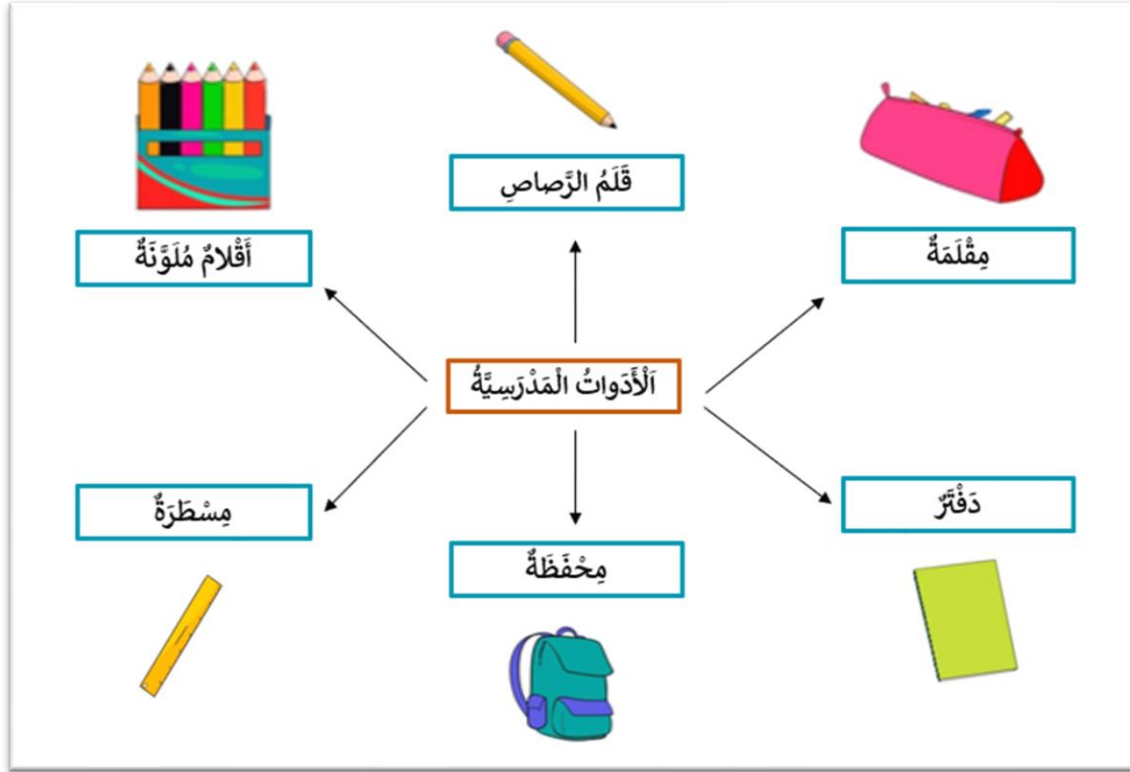 قَلَمُ الرَّصاصِ
مِقْلَمَةٌ
أَقْلامٌ مُلَوَّنَةٌ
اَلْأَدَواتُ الْمَدْرَسِيَّةُ
دَفْتَرٌ
مِسْطَرَةٌ
مِحْفَظَةٌ